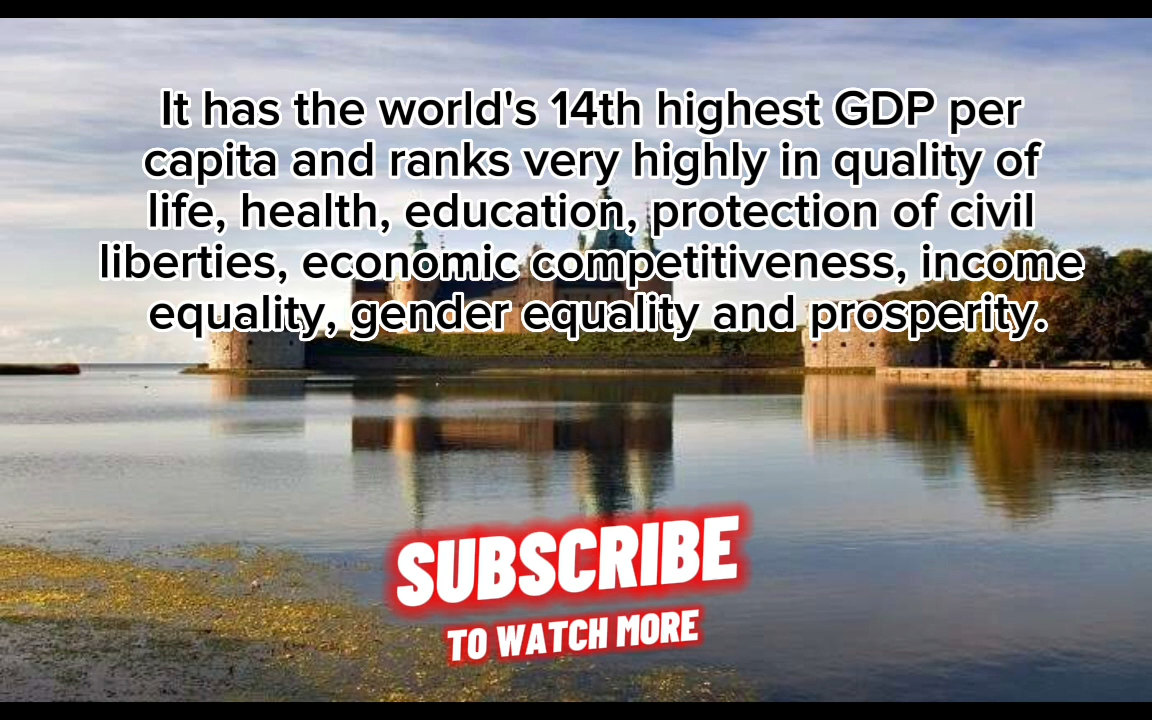 It has the world's 14th highest GDP per
capita and ranks very highly in quality of
life, health, education, protection of civil
liberties, economic competitiveness, income
equality, gender equality and prosperity.
SUBSCRIBE
TO WATCH MORE